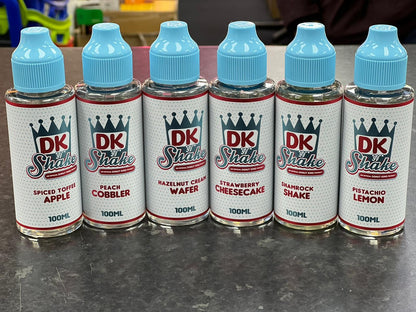 DK
Shake
SPICED TOFFEE
APPLE
100ML
DK
Shake
PEACH
COBBLER
100ML
DK
Shake
HAZELNUT CREAM
WAFER
100ML
DK
Shake
STRAWBERRY
CHEESECAKE
100ML
DK
Shake
SHAMROCK
SHAKE
100ML
DK
Shake
PISTACHIO
LEMON
100ML